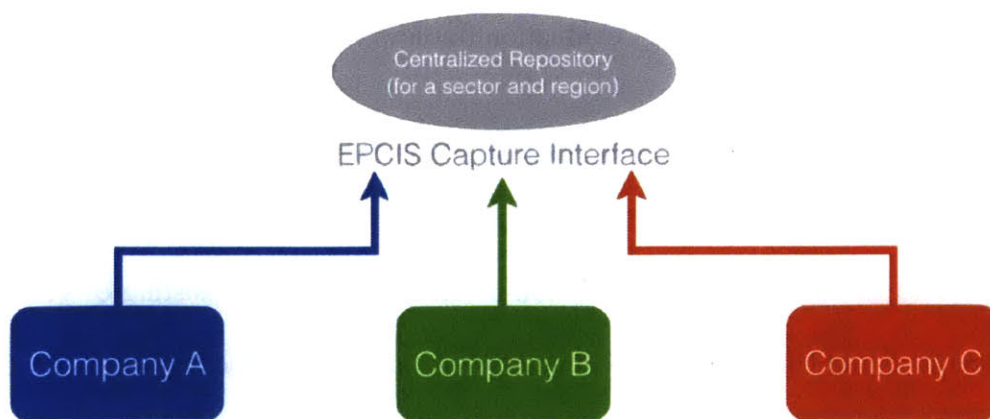 Centralized Repository
(for a sector and region)
EPCIS Capture Interface
Company A
Company B
Company C